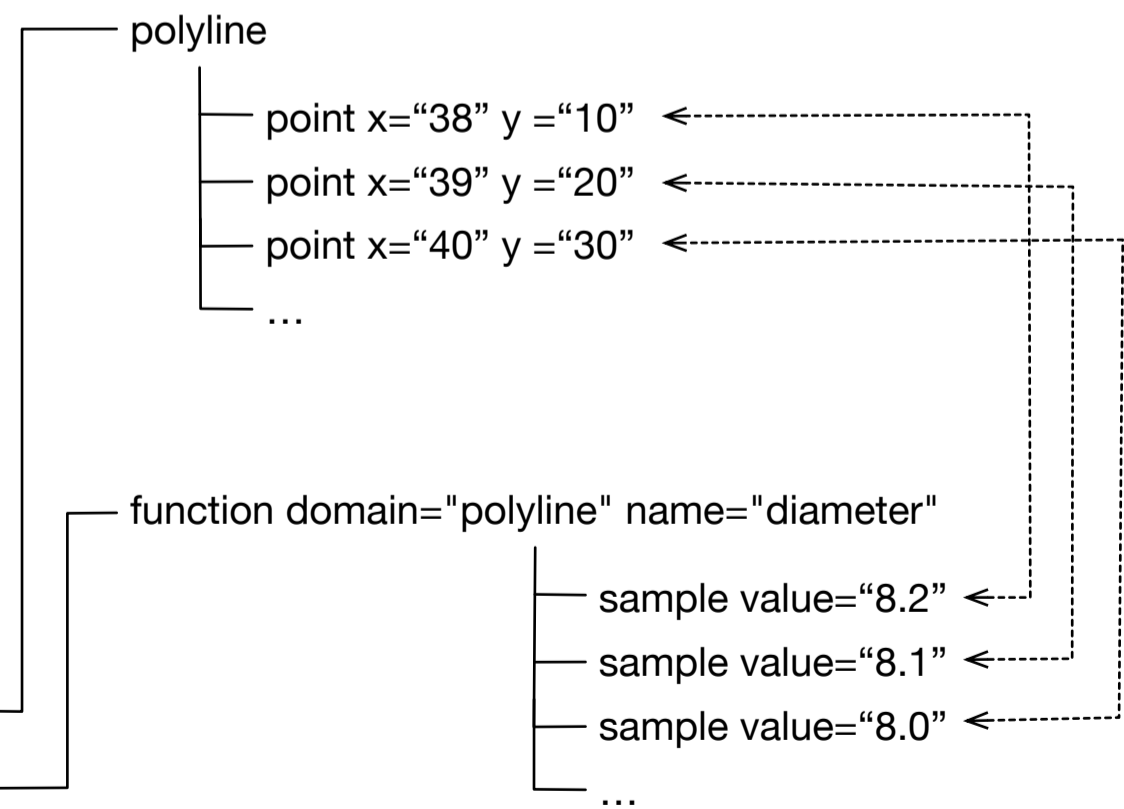 polyline
point x=“38” y =“10”
point x=“39” y =“20”
point x=“40” y =“30”
...
function domain="polyline" name="diameter"
sample value=“8.2”
sample value=“8.1”
sample value=“8.0”
...